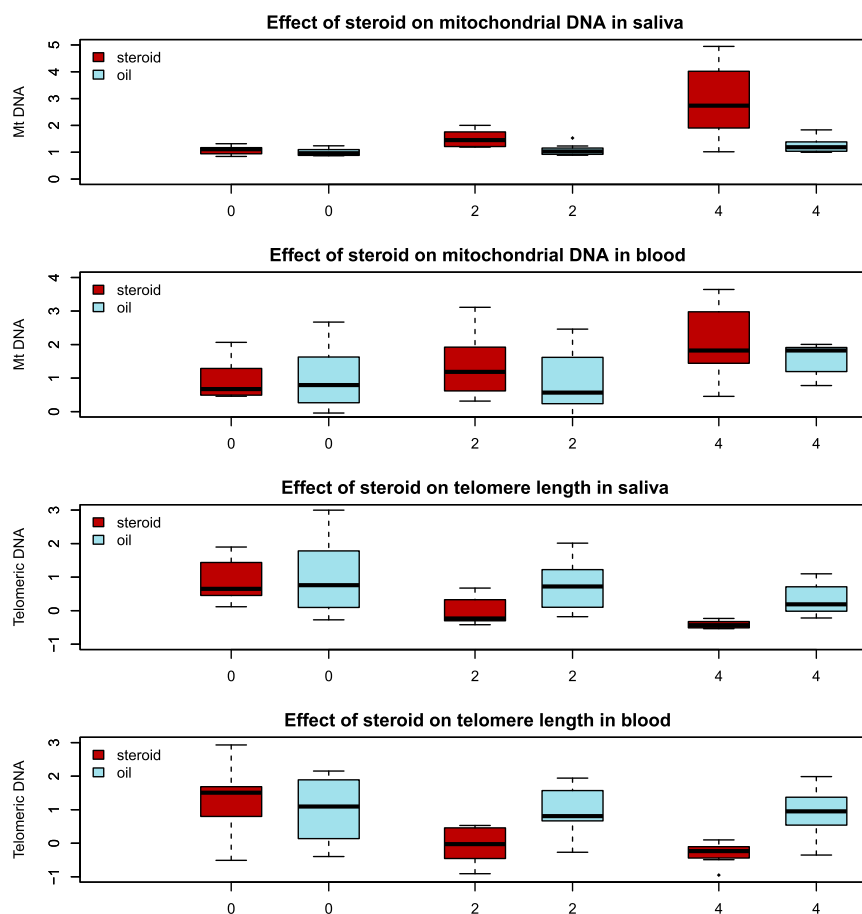 Effect of steroid on mitochondrial DNA in saliva
Mt DNA
5
4
3
2
1
0
steroid
oil
0 0 2 2 4 4
Effect of steroid on mitochondrial DNA in blood
Mt DNA
4
3
2
1
0
steroid
oil
0 0 2 2 4 4
Effect of steroid on telomere length in saliva
Telomeric DNA
3
2
1
0
−1
steroid
oil
0 0 2 2 4 4
Effect of steroid on telomere length in blood
Telomeric DNA
3
2
1
0
−1
steroid
oil
0 0 2 2 4 4